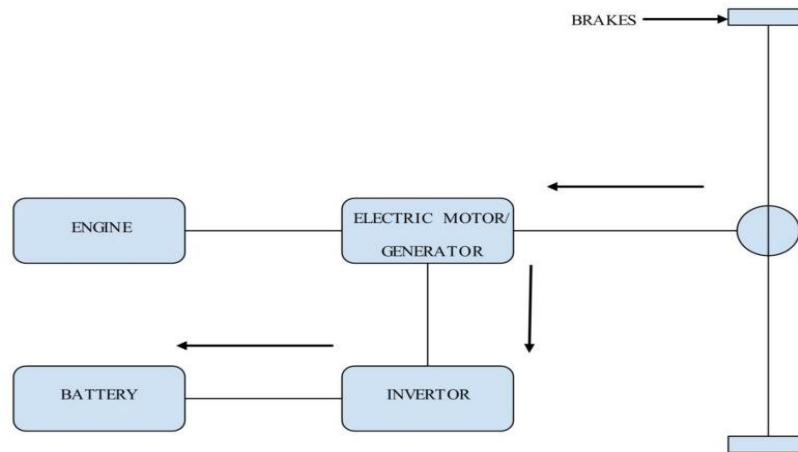 BRAKES
ENGINE
ELECTRIC MOTOR/
GENERATOR
BATTERY
INVERTOR